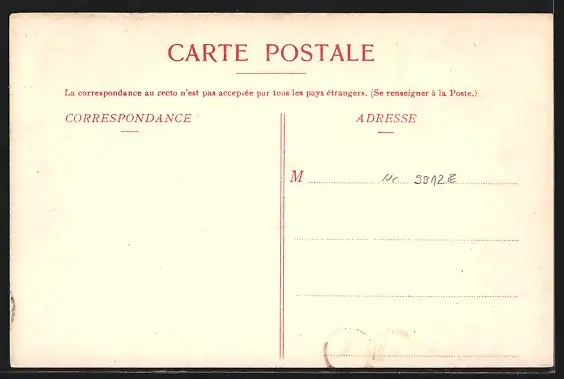 CARTE POSTALE
La correspondance au recto n'est pas acceptée par tous les pays étrangers. (Se renseigner à la Poste.)
CORRESPONDANCE
ADRESSE
M Nr 9912E